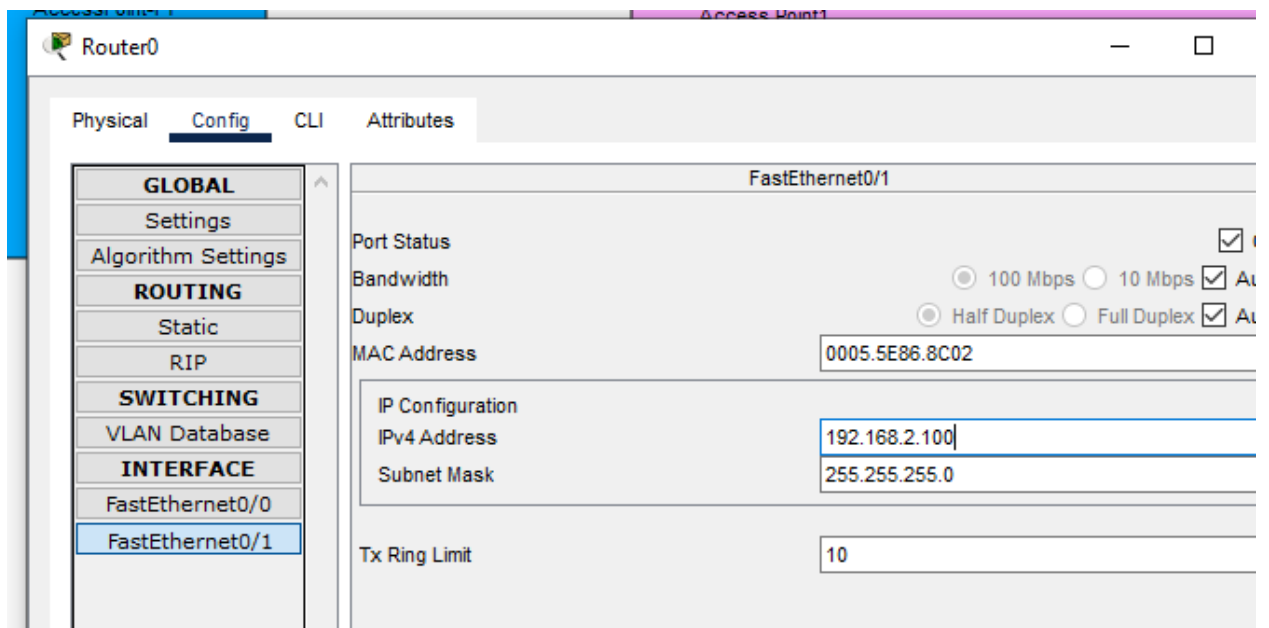 Access Point1
Router0
Physical Config CLI Attributes
GLOBAL
Settings
Algorithm Settings
ROUTING
Static
RIP
SWITCHING
VLAN Database
INTERFACE
FastEthernet0/0
FastEthernet0/1
FastEthernet0/1
Port Status
Bandwidth 100 Mbps 10 Mbps
Duplex Half Duplex Full Duplex
MAC Address 0005.5E86.8C02
IP Configuration
IPv4 Address 192.168.2.100
Subnet Mask 255.255.255.0
Tx Ring Limit 10